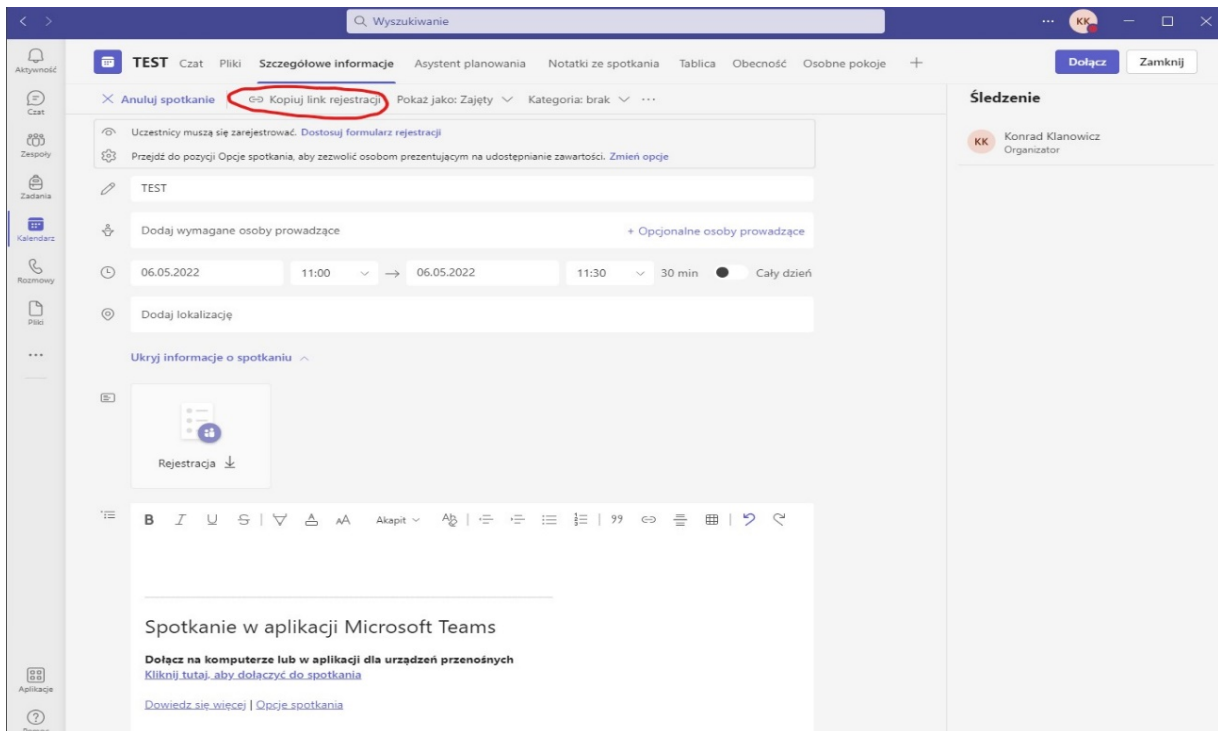 Wyszukiwanie
KK
Aktywność
Czat
Zespoły
Zadania
Kalendarz
Rozmowy
Pliki
Aplikacje
TEST Czat Pliki Szczegółowe informacje Asystent planowania Notatki ze spotkania Tablica Obecność Osobne pokoje +
Dołącz Zamknij
Anuluj spotkanie Kopiuj link rejestracji Pokaż jako: Zajęty Kategoria: brak ...
Uczestnicy muszą się zarejestrować. Dostosuj formularz rejestracji
Przejdź do pozycji Opcje spotkania, aby zezwolić osobom prezentującym na udostępnianie zawartości. Zmień opcje
TEST
Dodaj wymagane osoby prowadzące + Opcjonalne osoby prowadzące
06.05.2022 11:00 → 06.05.2022 11:30 30 min Cały dzień
Dodaj lokalizację
Ukryj informacje o spotkaniu
Rejestracja
B I U S AA Akapit Ab 99
Spotkanie w aplikacji Microsoft Teams
Dołącz na komputerze lub w aplikacji dla urządzeń przenośnych
Kliknij tutaj, aby dołączyć do spotkania
Dowiedz się więcej | Opcje spotkania
Śledzenie
KK Konrad Klanowicz
Organizator